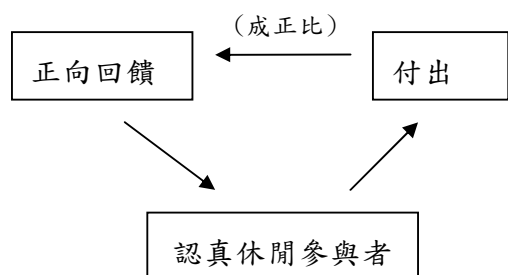 （成正比）
正向回饋
付出
認真休閒參與者